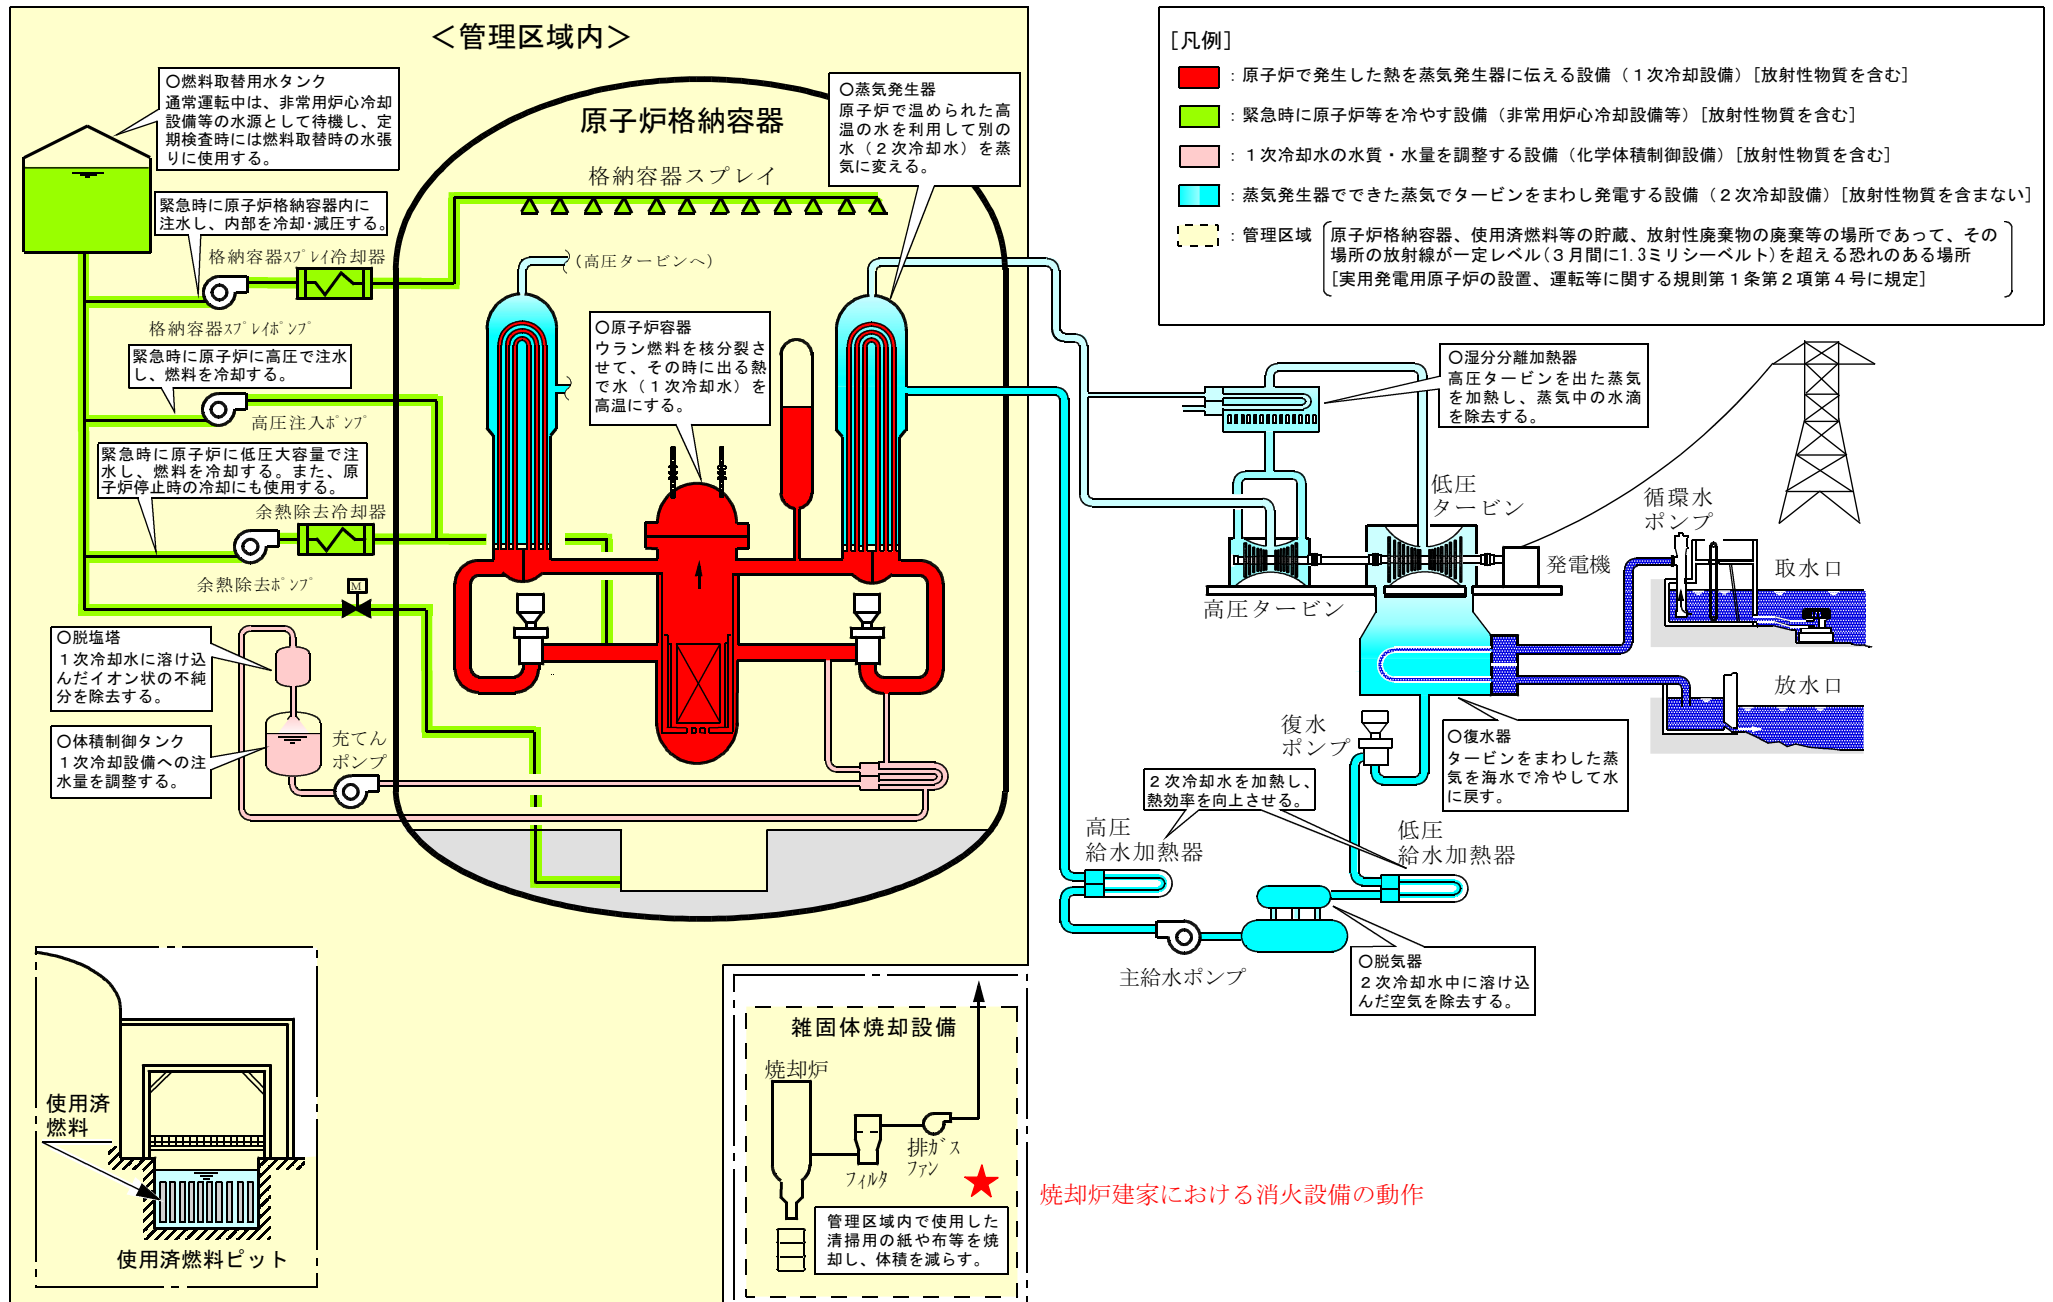 ＜管理区域内＞
○燃料取替用水タンク
通常運転中は、非常用炉心冷却
設備等の水源として待機し、定
期検査時には燃料取替時の水張
りに使用する。
緊急時に原子炉格納容器内に
注水し、内部を冷却･減圧する。
格納容器ｽﾌﾟﾚｲ冷却器
格納容器ｽﾌﾟﾚｲﾎﾟﾝﾌﾟ
緊急時に原子炉に高圧で注水
し、燃料を冷却する。
高圧注入ﾎﾟﾝﾌﾟ
緊急時に原子炉に低圧大容量で注
水し、燃料を冷却する。また、原
子炉停止時の冷却にも使用する。
余熱除去冷却器
余熱除去ﾎﾟﾝﾌﾟ
M
○脱塩塔
１次冷却水に溶け込
んだイオン状の不純
分を除去する。
○体積制御タンク
１次冷却設備への注
水量を調整する。
充てん
ポンプ
原子炉格納容器
格納容器スプレイ
(高圧タービンへ)
○蒸気発生器
原子炉で温められた高
温の水を利用して別の
水（２次冷却水）を蒸
気に変える。
○原子炉容器
ウラン燃料を核分裂さ
せて、その時に出る熱
で水（１次冷却水）を
高温にする。
[凡例]
：原子炉で発生した熱を蒸気発生器に伝える設備（１次冷却設備）[放射性物質を含む]
：緊急時に原子炉等を冷やす設備（非常用炉心冷却設備等）[放射性物質を含む]
：１次冷却水の水質・水量を調整する設備（化学体積制御設備）[放射性物質を含む]
：蒸気発生器でできた蒸気でタービンをまわし発電する設備（２次冷却設備）[放射性物質を含まない]
：管理区域
原子炉格納容器、使用済燃料等の貯蔵、放射性廃棄物の廃棄等の場所であって、その
場所の放射線が一定レベル(３月間に1.3ミリシーベルト)を超える恐れのある場所
[実用発電用原子炉の設置、運転等に関する規則第１条第２項第４号に規定]
○湿分分離加熱器
高圧タービンを出た蒸気
を加熱し、蒸気中の水滴
を除去する。
低圧
タービン
高圧タービン
発電機
循環水
ポンプ
取水口
放水口
復水
ポンプ
○復水器
タービンをまわした蒸
気を海水で冷やして水
に戻す。
２次冷却水を加熱し、
熱効率を向上させる。
高圧
給水加熱器
低圧
給水加熱器
主給水ポンプ
○脱気器
２次冷却水中に溶け込
んだ空気を除去する。
使用済
燃料
使用済燃料ピット
雑固体焼却設備
焼却炉
フィルタ
排ｶﾞｽ
ﾌｧﾝ
管理区域内で使用した
清掃用の紙や布等を焼
却し、体積を減らす。
焼却炉建家における消火設備の動作